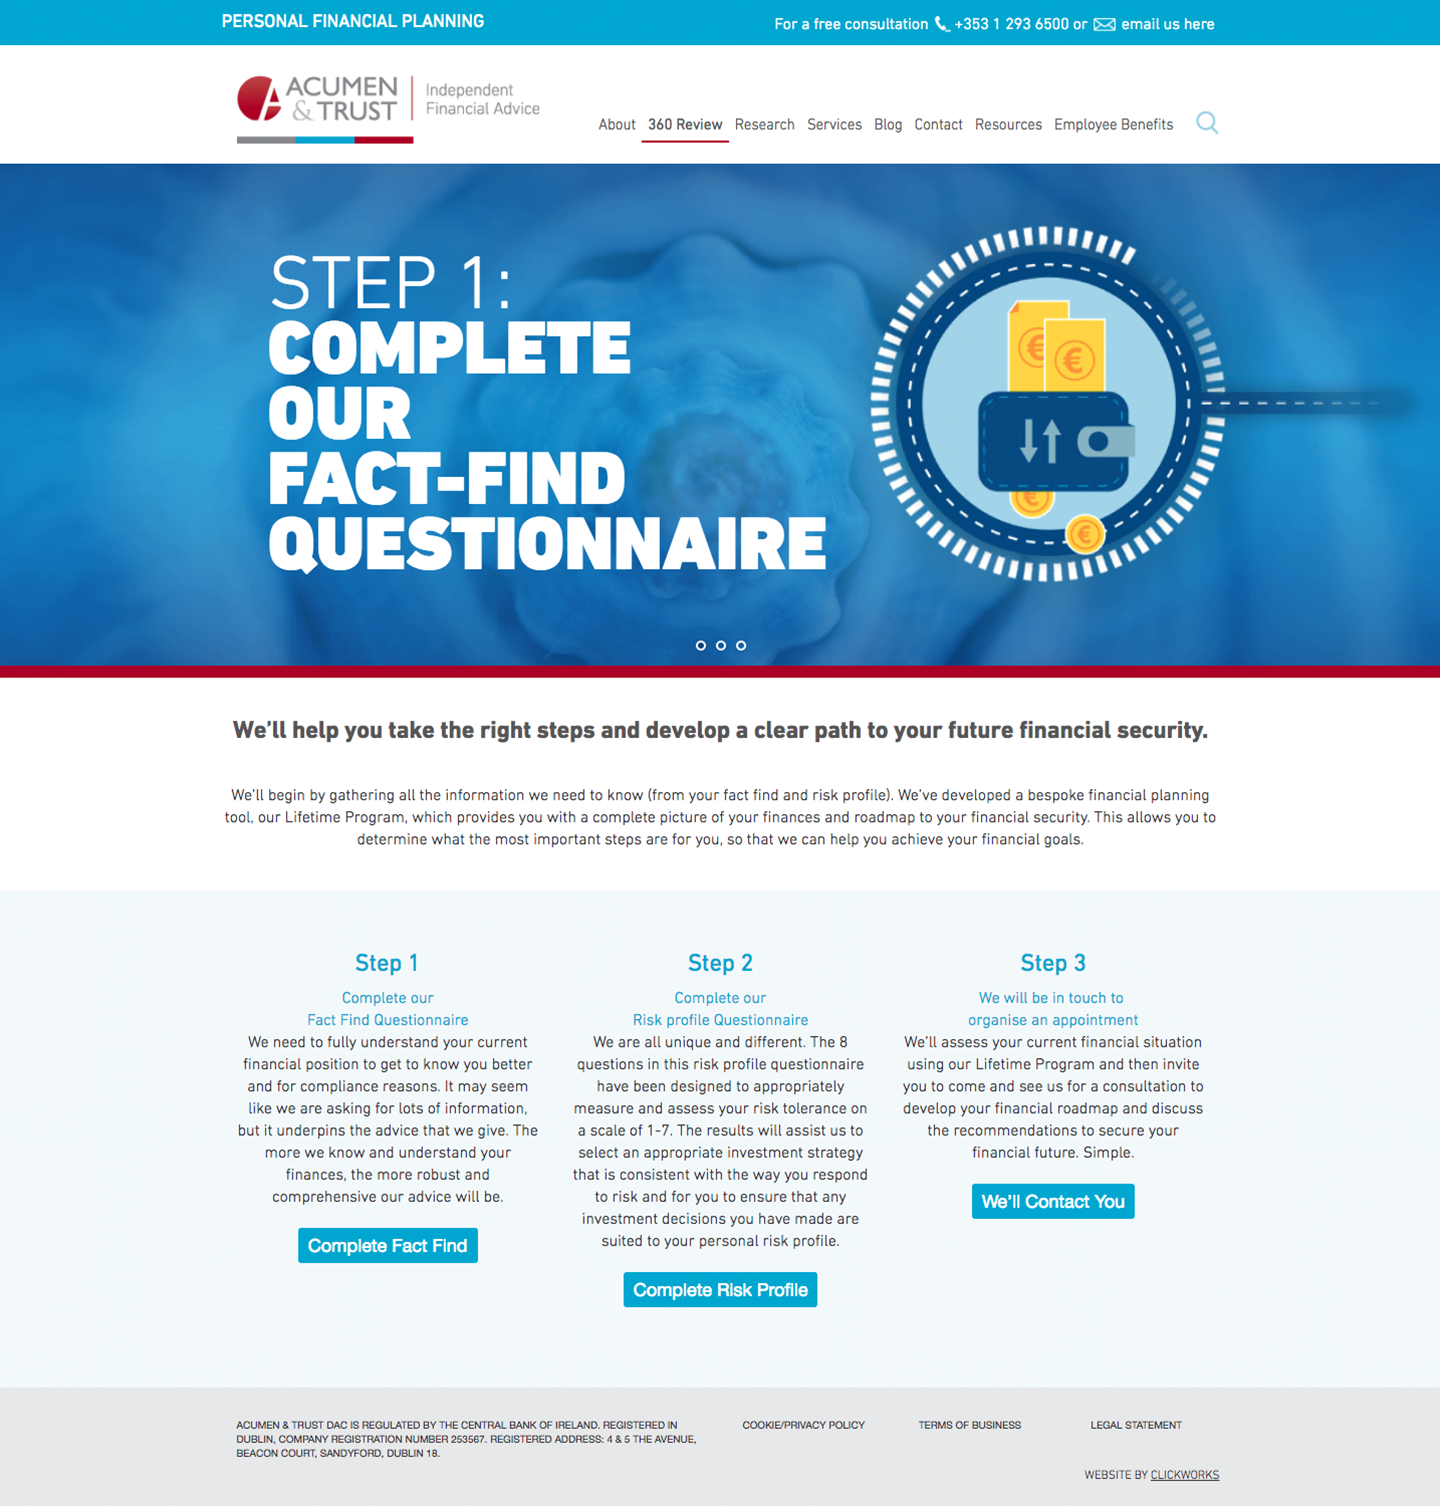 PERSONAL FINANCIAL PLANNING
For a free consultation +353 1 293 6500 or email us here
ACUMEN & TRUST
Independent Financial Advice
About 360 Review Research Services Blog Contact Resources Employee Benefits
STEP 1:
COMPLETE
OUR
FACT-FIND
QUESTIONNAIRE
€ €
€
€
We'll help you take the right steps and develop a clear path to your future financial security.
We'll begin by gathering all the information we need to know (from your fact find and risk profile). We've developed a bespoke financial planning
tool, our Lifetime Program, which provides you with a complete picture of your finances and roadmap to your financial security. This allows you to
determine what the most important steps are for you, so that we can help you achieve your financial goals.
Step 1
Complete our
Fact Find Questionnaire
We need to fully understand your current
financial position to get to know you better
and for compliance reasons. It may seem
like we are asking for lots of information,
but it underpins the advice that we give. The
more we know and understand your
finances, the more robust and
comprehensive our advice will be.
Complete Fact Find
Step 2
Complete our
Risk profile Questionnaire
We are all unique and different. The 8
questions in this risk profile questionnaire
have been designed to appropriately
measure and assess your risk tolerance on
a scale of 1-7. The results will assist us to
select an appropriate investment strategy
that is consistent with the way you respond
to risk and for you to ensure that any
investment decisions you have made are
suited to your personal risk profile.
Complete Risk Profile
Step 3
We will be in touch to
organise an appointment
We'll assess your current financial situation
using our Lifetime Program and then invite
you to come and see us for a consultation to
develop your financial roadmap and discuss
the recommendations to secure your
financial future. Simple.
We'll Contact You
ACUMEN & TRUST DAC IS REGULATED BY THE CENTRAL BANK OF IRELAND. REGISTERED IN
DUBLIN, COMPANY REGISTRATION NUMBER 253567. REGISTERED ADDRESS: 4 & 5 THE AVENUE,
BEACON COURT, SANDYFORD, DUBLIN 18.
COOKIE/PRIVACY POLICY
TERMS OF BUSINESS
LEGAL STATEMENT
WEBSITE BY CLICKWORKS